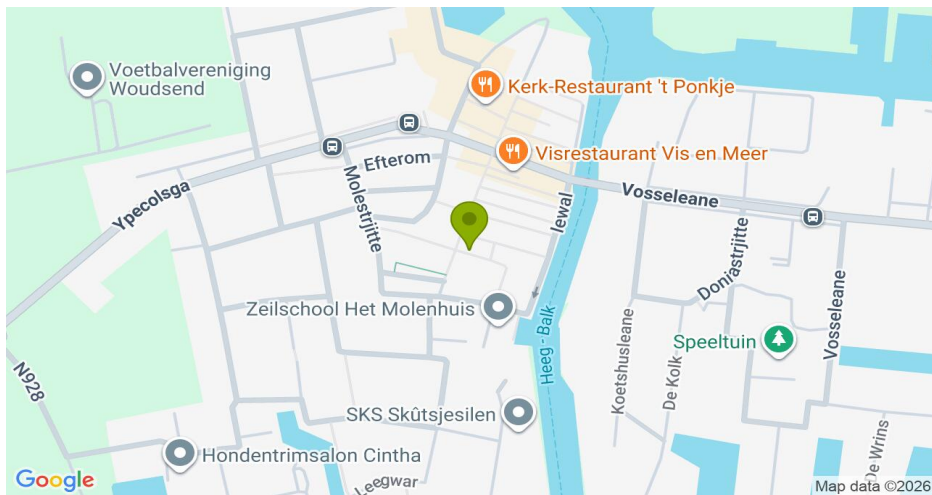 Voetbalvereniging
Woudsend
Kerk-Restaurant 't Ponkje
Visrestaurant Vis en Meer
Efterom
Ypecolsga
Molestrjitte
Vosseleane
Iewal
Doniastrjitte
Zeilschool Het Molenhuis
Heeg - Balk
Koetshusleane
Speeltuin
Vosseleane
De Kolk
N928
SKS Skûtsjesilen
Hondentrimsalon Cintha
De Wrins
Leegwar
Google
Map data ©2026